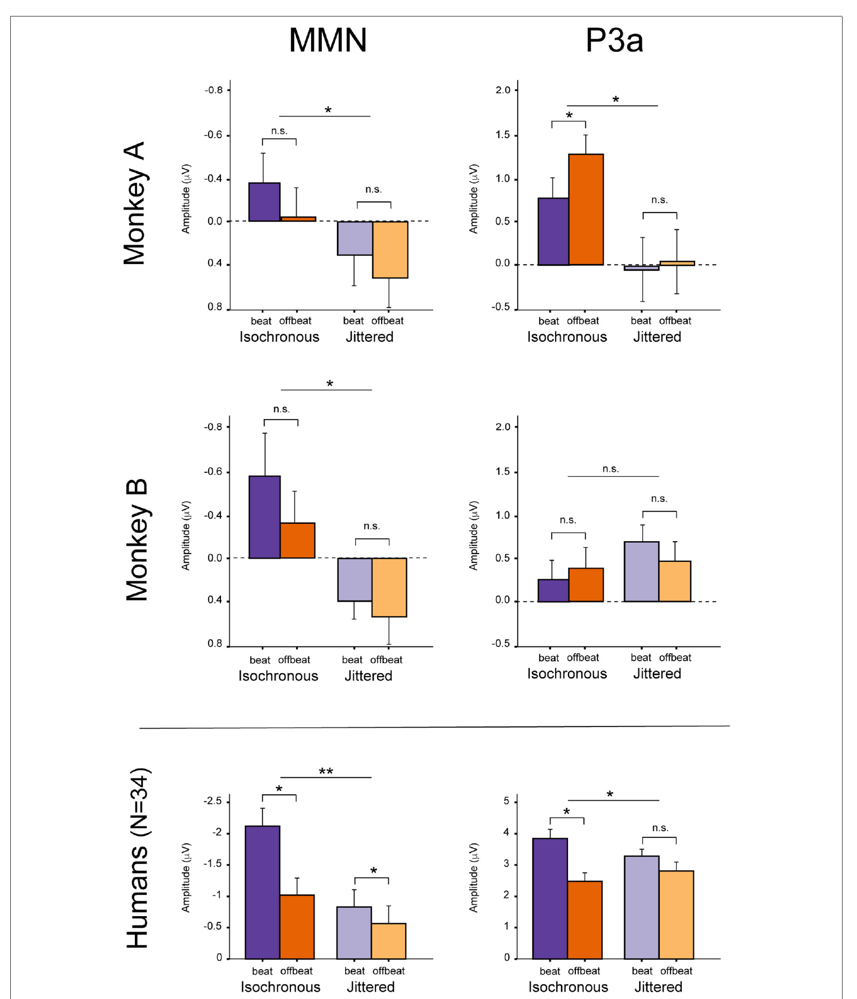 MMN
P3a
Monkey A
Amplitude (μV)
-0.8
-0.6
-0.4
0.0
0.4
0.8
*
n.s.
n.s.
beat offbeat beat offbeat
Isochronous Jittered
Amplitude (μV)
2.0
1.5
1.0
0.5
0.0
-0.5
*
*
n.s.
beat offbeat beat offbeat
Isochronous Jittered
Monkey B
Amplitude (μV)
-0.8
-0.6
-0.4
0.0
0.4
0.8
*
n.s.
n.s.
beat offbeat beat offbeat
Isochronous Jittered
Amplitude (μV)
2.0
1.5
1.0
0.5
0.0
-0.5
n.s.
n.s.
n.s.
beat offbeat beat offbeat
Isochronous Jittered
Humans (N=34)
Amplitude (μV)
-2.5
-2
-1.5
-1
-0.5
0
**
*
*
beat offbeat beat offbeat
Isochronous Jittered
Amplitude (μV)
5
4
3
2
1
0
*
*
n.s.
beat offbeat beat offbeat
Isochronous Jittered